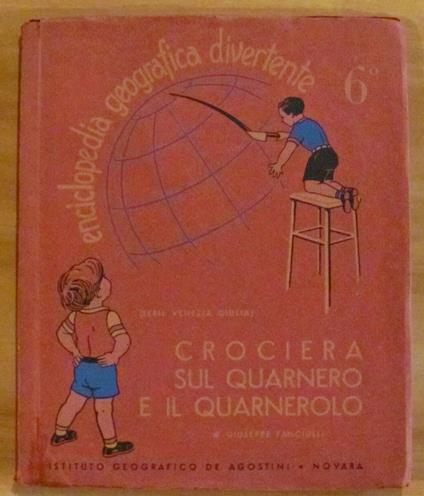 enciclopedia geografica divertente
6°
(SERIE VENEZIA GIULIA)
CROCIERA
SUL QUARNERO
E IL QUARNEROLO
DI GIUSEPPE FANCIULLI
ISTITUTO GEOGRAFICO DE AGOSTINI • NOVARA